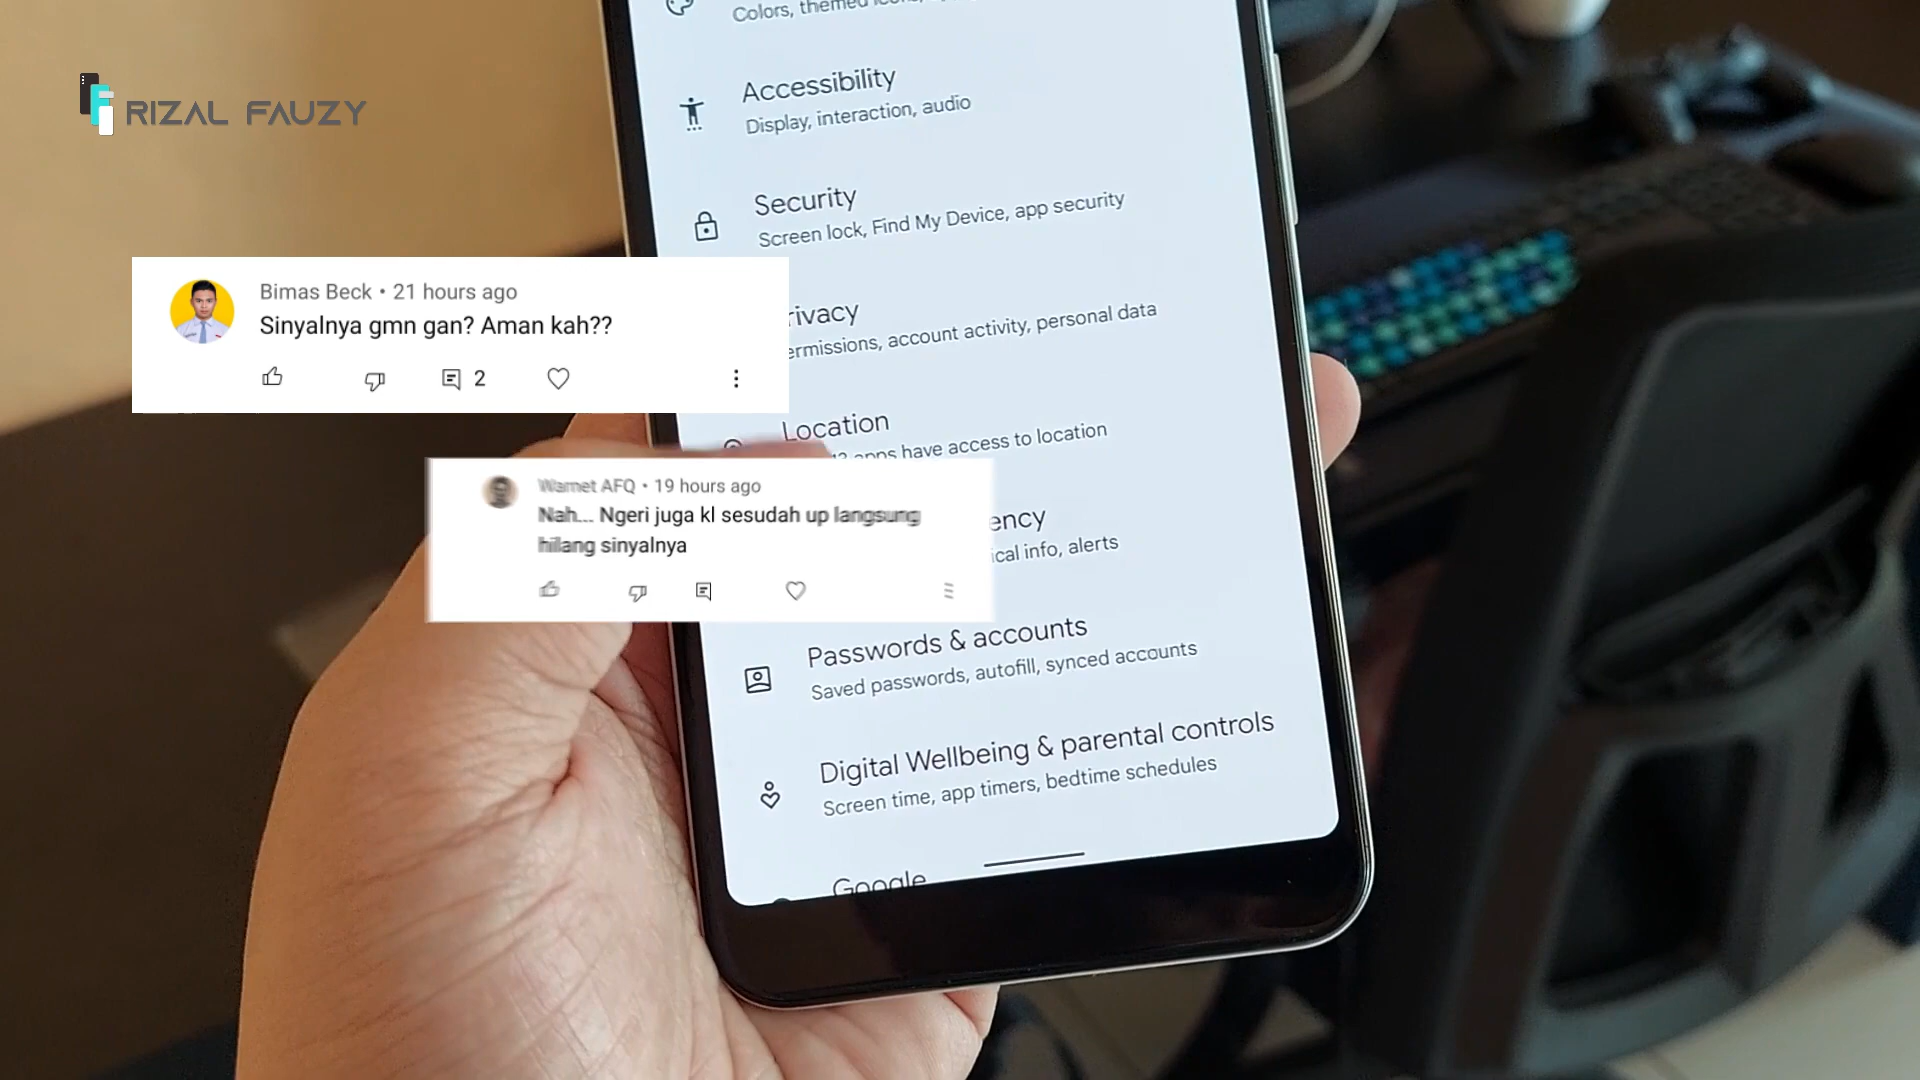 Colors, themed icons,
RIZAL FAUZY
Accessibility
Display, interaction, audio
Security
Screen lock, Find My Device, app security
Bimas Beck • 21 hours ago
Sinyalnya gmn gan? Aman kah??
2
rivacy
ermissions, account activity, personal data
Location
apps have access to location
Warnet AFQ • 19 hours ago
Nah... Ngeri juga kl sesudah up langsung
hilang sinyalnya
ency
ical info, alerts
Passwords & accounts
Saved passwords, autofill, synced accounts
Digital Wellbeing & parental controls
Screen time, app timers, bedtime schedules
Google